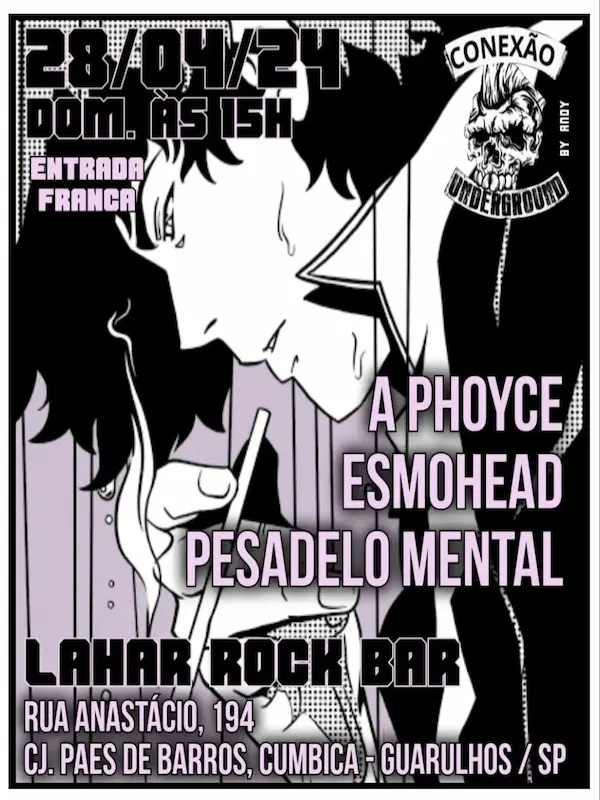 28/04/24
DOM. ÀS 15H
ENTRADA
FRANCA
CONEXÃO
UNDERGROUND
BY ANDY
A PHOYCE
ESMOHEAD
PESADELO MENTAL
LAHAR ROCK BAR
RUA ANASTÁCIO, 194
CJ. PAES DE BARROS, CUMBICA - GUARULHOS / SP